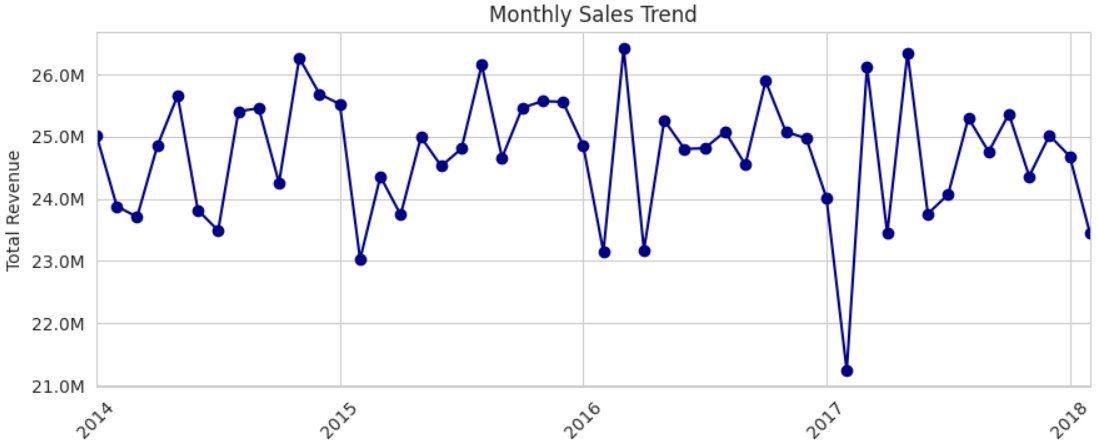 Monthly Sales Trend
Total Revenue
26.0M
25.0M
24.0M
23.0M
22.0M
21.0M
2014
2015
2016
2017
2018